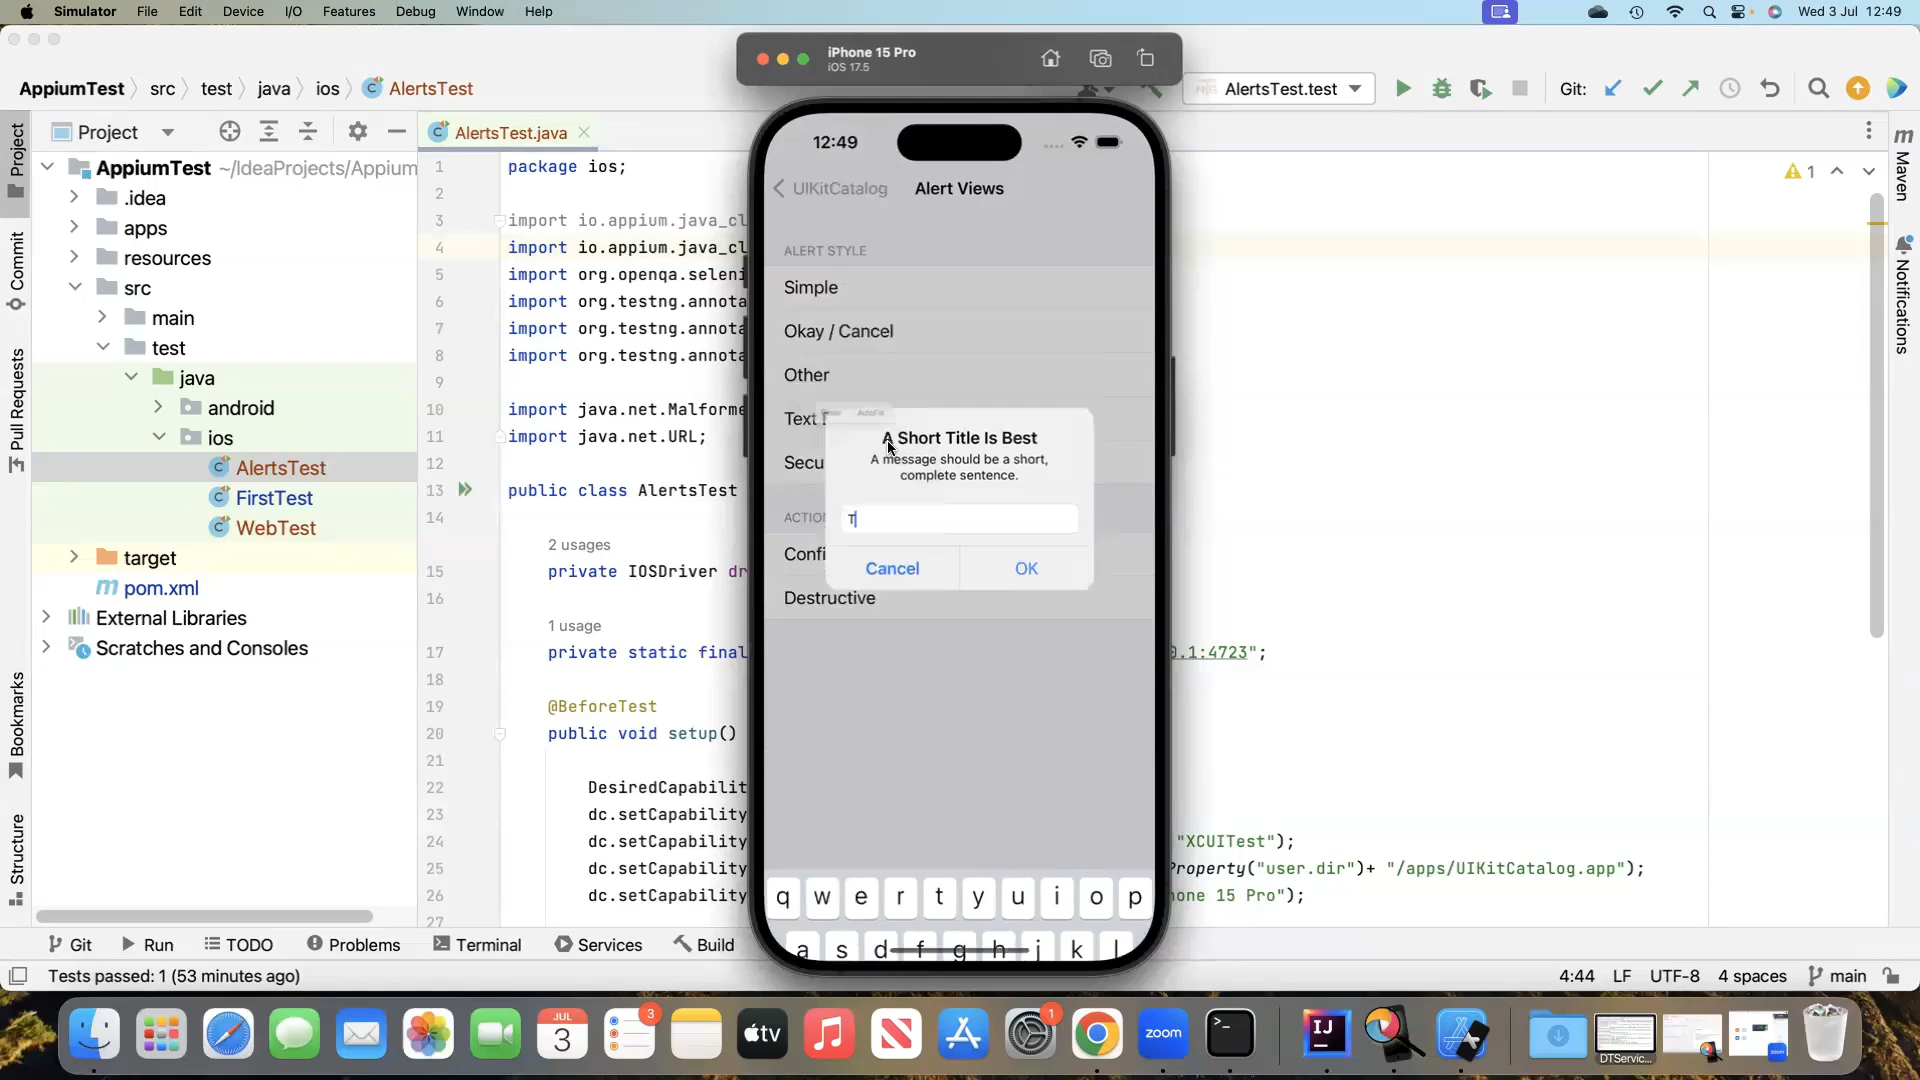 Simulator File Edit Device I/O Features Debug Window Help Wed 3 Jul 12:49
iPhone 15 Pro
iOS 17.5
AppiumTest src test java ios AlertsTest AlertsTest.test Git:
Project AppiumTest ~/IdeaProjects/Appium
.idea
apps
resources
src
main
test
java
android
ios
AlertsTest
FirstTest
WebTest
target
pom.xml
External Libraries
Scratches and Consoles
Project
Commit
Pull Requests
Bookmarks
Structure
AlertsTest.java
1 package ios;
2
3 import io.appium.java_cl
4 import io.appium.java_cl
5 import org.openqa.seleni
6 import org.testng.annota
7 import org.testng.annota
8 import org.testng.annota
9
10 import java.net.Malforme
11 import java.net.URL;
12
13 public class AlertsTest
14
2 usages
15 private IOSDriver dr
16
1 usage
17 private static final 0.1:4723";
18
19 @BeforeTest
20 public void setup()
21
22 DesiredCapabilit
23 dc.setCapability
24 dc.setCapability "XCUITest");
25 dc.setCapability Property("user.dir")+ "/apps/UIKitCatalog.app");
26 dc.setCapability hone 15 Pro");
27
12:49
UIKitCatalog Alert Views
ALERT STYLE
Simple
Okay / Cancel
Other
Text
Secu
AutoFill
A Short Title Is Best
A message should be a short,
complete sentence.
T
Cancel OK
ACTION
Confi
Destructive
q w e r t y u i o p
a s d f g h j k l
1
Maven
Notifications
Git Run TODO Problems Terminal Services Build
Tests passed: 1 (53 minutes ago) 4:44 LF UTF-8 4 spaces main
JUL
3
3
tv
1
zoom
IJ
DTServic...
zoom